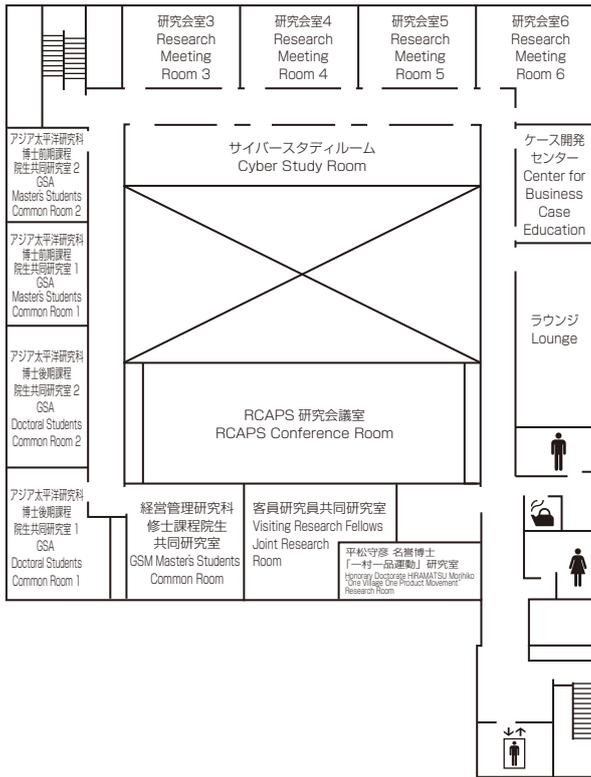 研究会室3
Research
Meeting
Room 3
研究会室4
Research
Meeting
Room 4
研究会室5
Research
Meeting
Room 5
研究会室6
Research
Meeting
Room 6
アジア太平洋研究科
博士前期課程
院生共同研究室 2
GSA
Master's Students
Common Room 2
サイバースタディルーム
Cyber Study Room
ケース開発
センター
Center for
Business
Case
Education
アジア太平洋研究科
博士前期課程
院生共同研究室 1
GSA
Master's Students
Common Room 1
ラウンジ
Lounge
アジア太平洋研究科
博士後期課程
院生共同研究室 2
GSA
Doctoral Students
Common Room 2
RCAPS 研究会議室
RCAPS Conference Room
アジア太平洋研究科
博士後期課程
院生共同研究室 1
GSA
Doctoral Students
Common Room 1
経営管理研究科
修士課程院生
共同研究室
GSM Master's Students
Common Room
客員研究員共同研究室
Visiting Research Fellows
Joint Research
Room
平松守彦 名誉博士
「一村一品運動」研究室
Honorary Doctorate HIRAMATSU Morihiko
"One Village One Product Movement"
Research Room